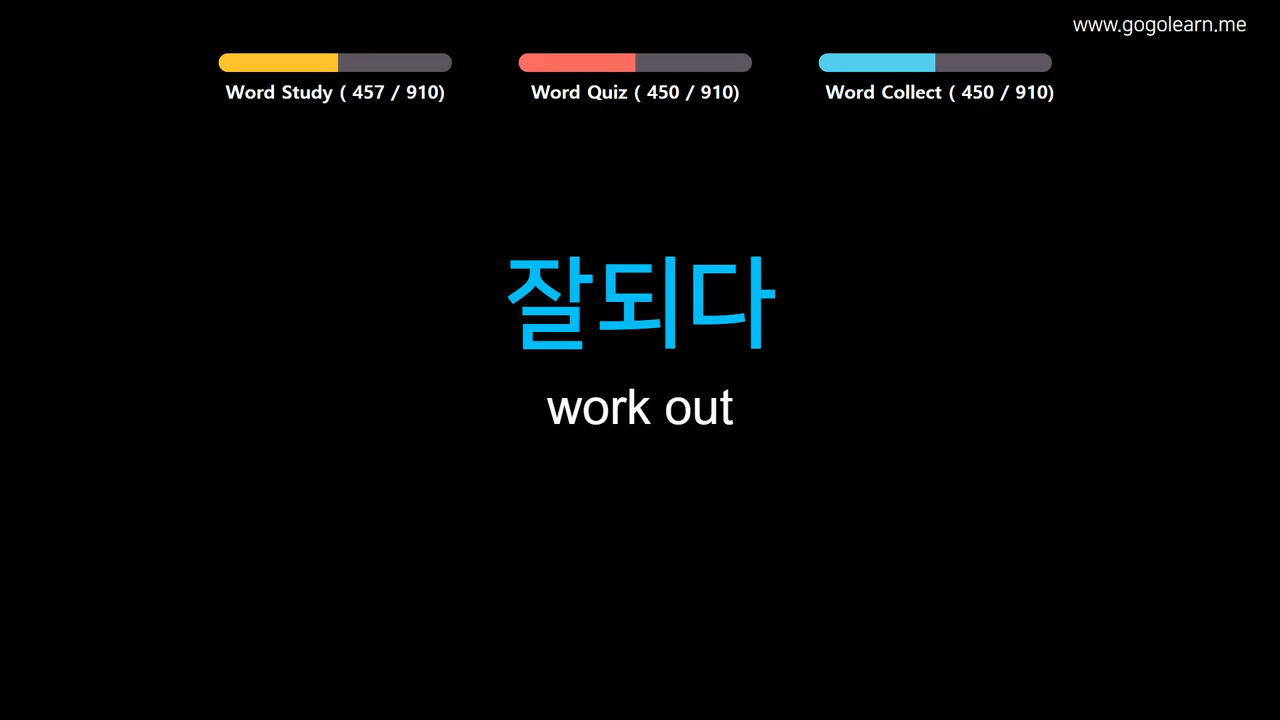 www.gogolearn.me
Word Study ( 457 / 910)
Word Quiz ( 450 / 910)
Word Collect ( 450 / 910)
잘되다
work out